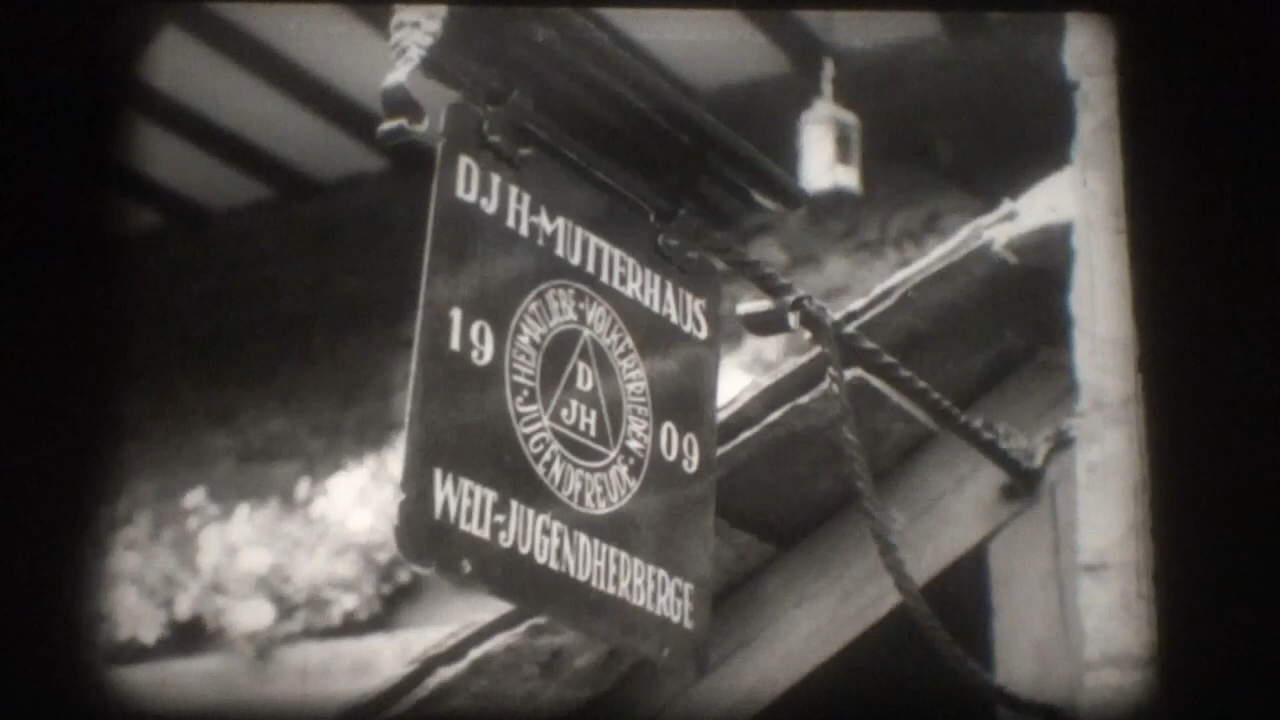 DJH-MUTTERHAUS
19 09
HEIMATLIEBE · VÖLKERFRIEDEN · JUGENDFREUDE ·
D
JH
WELT-JUGENDHERBERGE